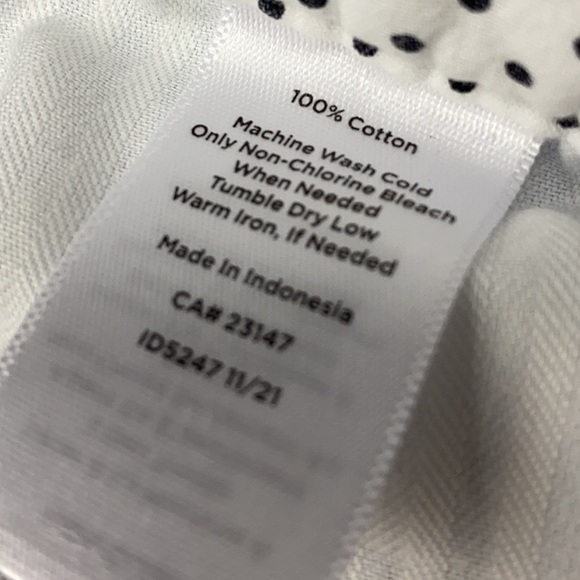 100% Cotton
Machine Wash Cold
Only Non-Chlorine Bleach
When Needed
Tumble Dry Low
Warm Iron, If Needed
Made In Indonesia
CA# 23147
ID5247 11/21